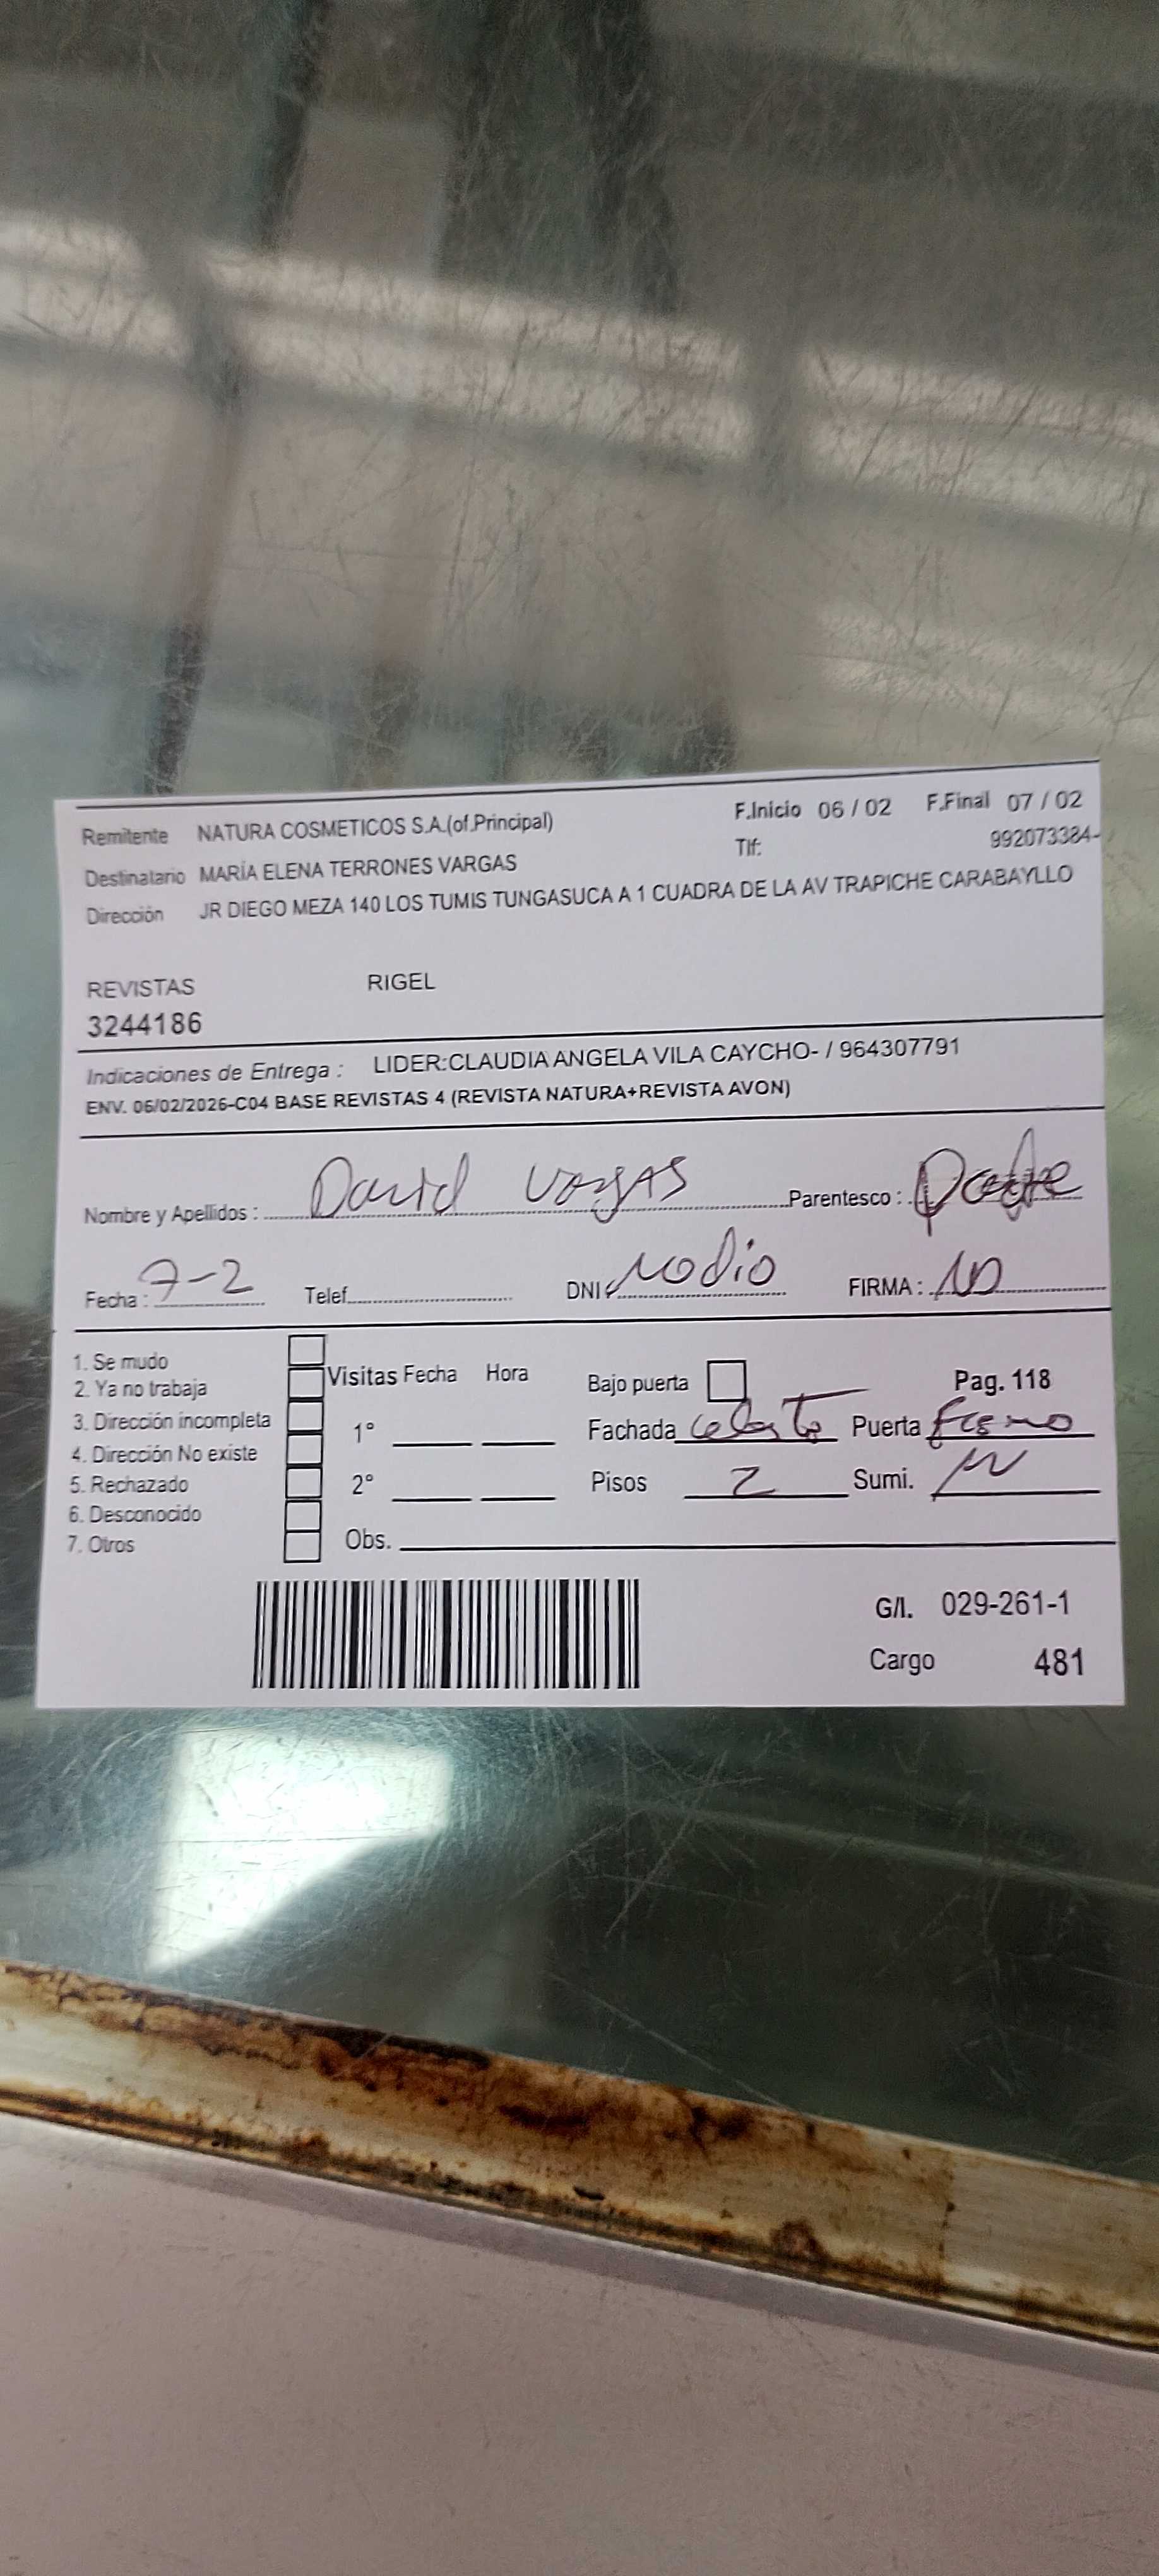 Remitente NATURA COSMETICOS S.A.(of.Principal) F.Inicio 06 / 02 F.Final 07 / 02
Destinatario MARÍA ELENA TERRONES VARGAS Tlf: 992073384-
Dirección JR DIEGO MEZA 140 LOS TUMIS TUNGASUCA A 1 CUADRA DE LA AV TRAPICHE CARABAYLLO
REVISTAS RIGEL
3244186
Indicaciones de Entrega : LIDER:CLAUDIA ANGELA VILA CAYCHO- / 964307791
ENV. 06/02/2026-C04 BASE REVISTAS 4 (REVISTA NATURA+REVISTA AVON)
Nombre y Apellidos : David Vargas Parentesco : Padre
Fecha : 7-2 Telef. DNI : No dio FIRMA : ND
1. Se mudo
2. Ya no trabaja Visitas Fecha Hora Bajo puerta Pag. 118
3. Dirección incompleta 1° Fachada Celeste Puerta
4. Dirección No existe
5. Rechazado 2° Pisos 2 Sumi.
6. Desconocido
7. Otros Obs.
G/I. 029-261-1
Cargo 481